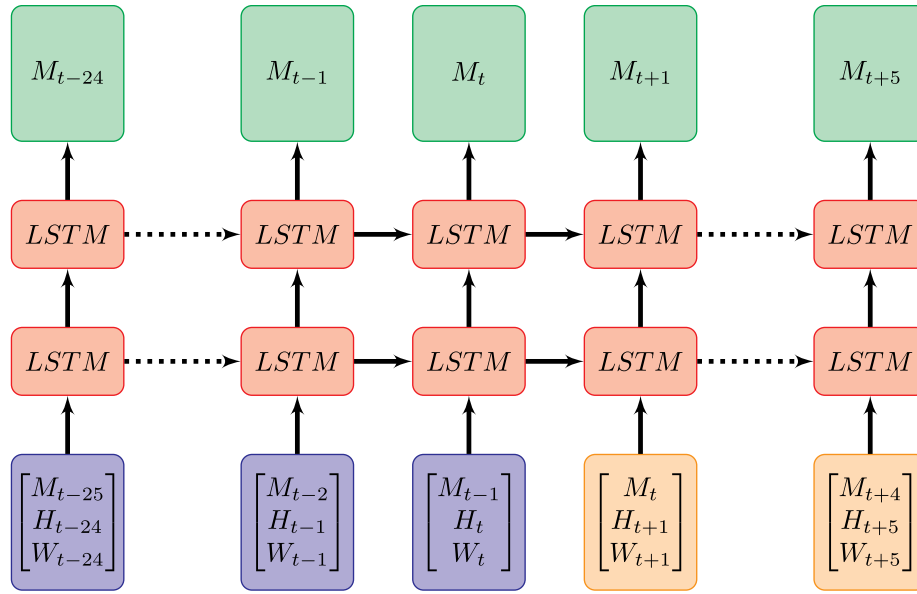 M_{t-24} M_{t-1} M_t M_{t+1} M_{t+5}
LSTM LSTM LSTM LSTM LSTM
LSTM LSTM LSTM LSTM LSTM
M_{t-25} M_{t-2} M_{t-1} M_t M_{t+4}
H_{t-24} H_{t-1} H_t H_{t+1} H_{t+5}
W_{t-24} W_{t-1} W_t W_{t+1} W_{t+5}